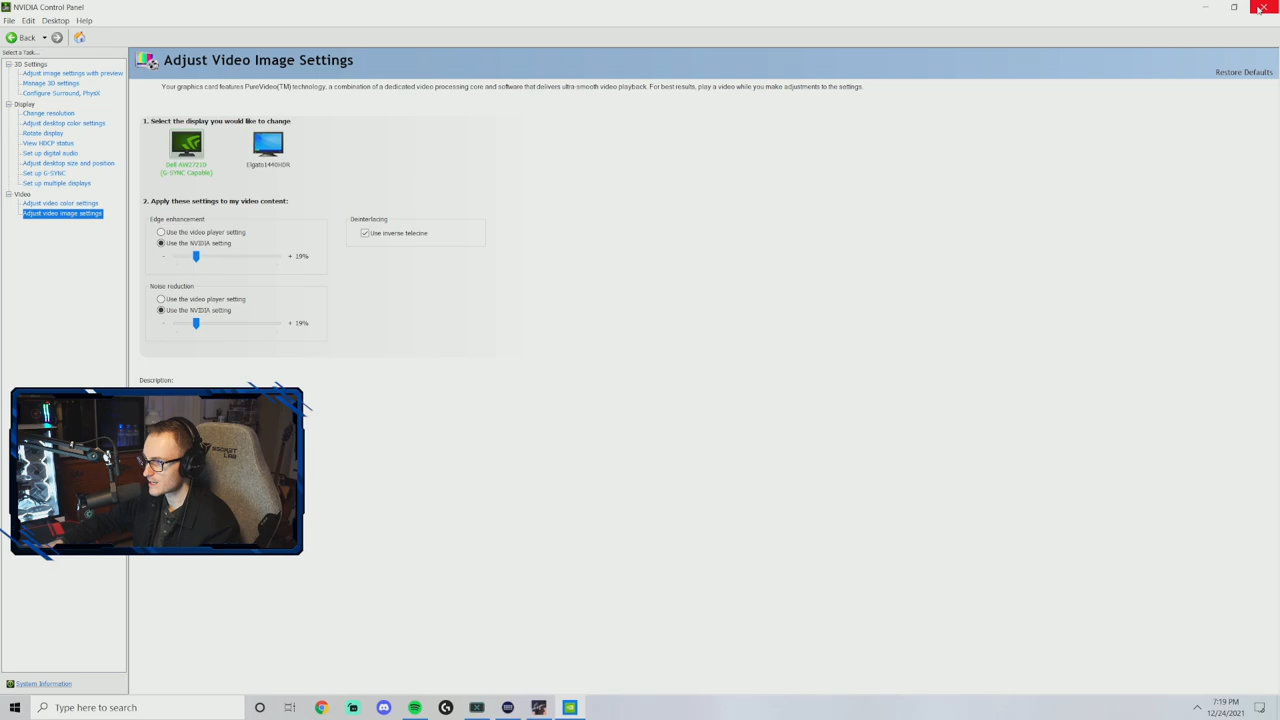 NVIDIA Control Panel
File Edit Desktop Help
Back
Select a Task...
3D Settings
Adjust image settings with preview
Manage 3D settings
Configure Surround, PhysX
Display
Change resolution
Adjust desktop color settings
Rotate display
View HDCP status
Set up digital audio
Adjust desktop size and position
Set up G-SYNC
Set up multiple displays
Video
Adjust video color settings
Adjust video image settings
System Information
Adjust Video Image Settings
Restore Defaults
Your graphics card features PureVideo(TM) technology, a combination of a dedicated video processing core and software that delivers ultra-smooth video playback. For best results, play a video while you make adjustments to the settings.
1. Select the display you would like to change
Dell AW2721D
(G-SYNC Capable)
Elgato1440HDR
2. Apply these settings to my video content:
Edge enhancement
Use the video player setting
Use the NVIDIA setting
- + 19%
Deinterlacing
Use inverse telecine
Noise reduction
Use the video player setting
Use the NVIDIA setting
- + 19%
Description:
SECRET
LAB
Type here to search
7:19 PM
12/24/2021